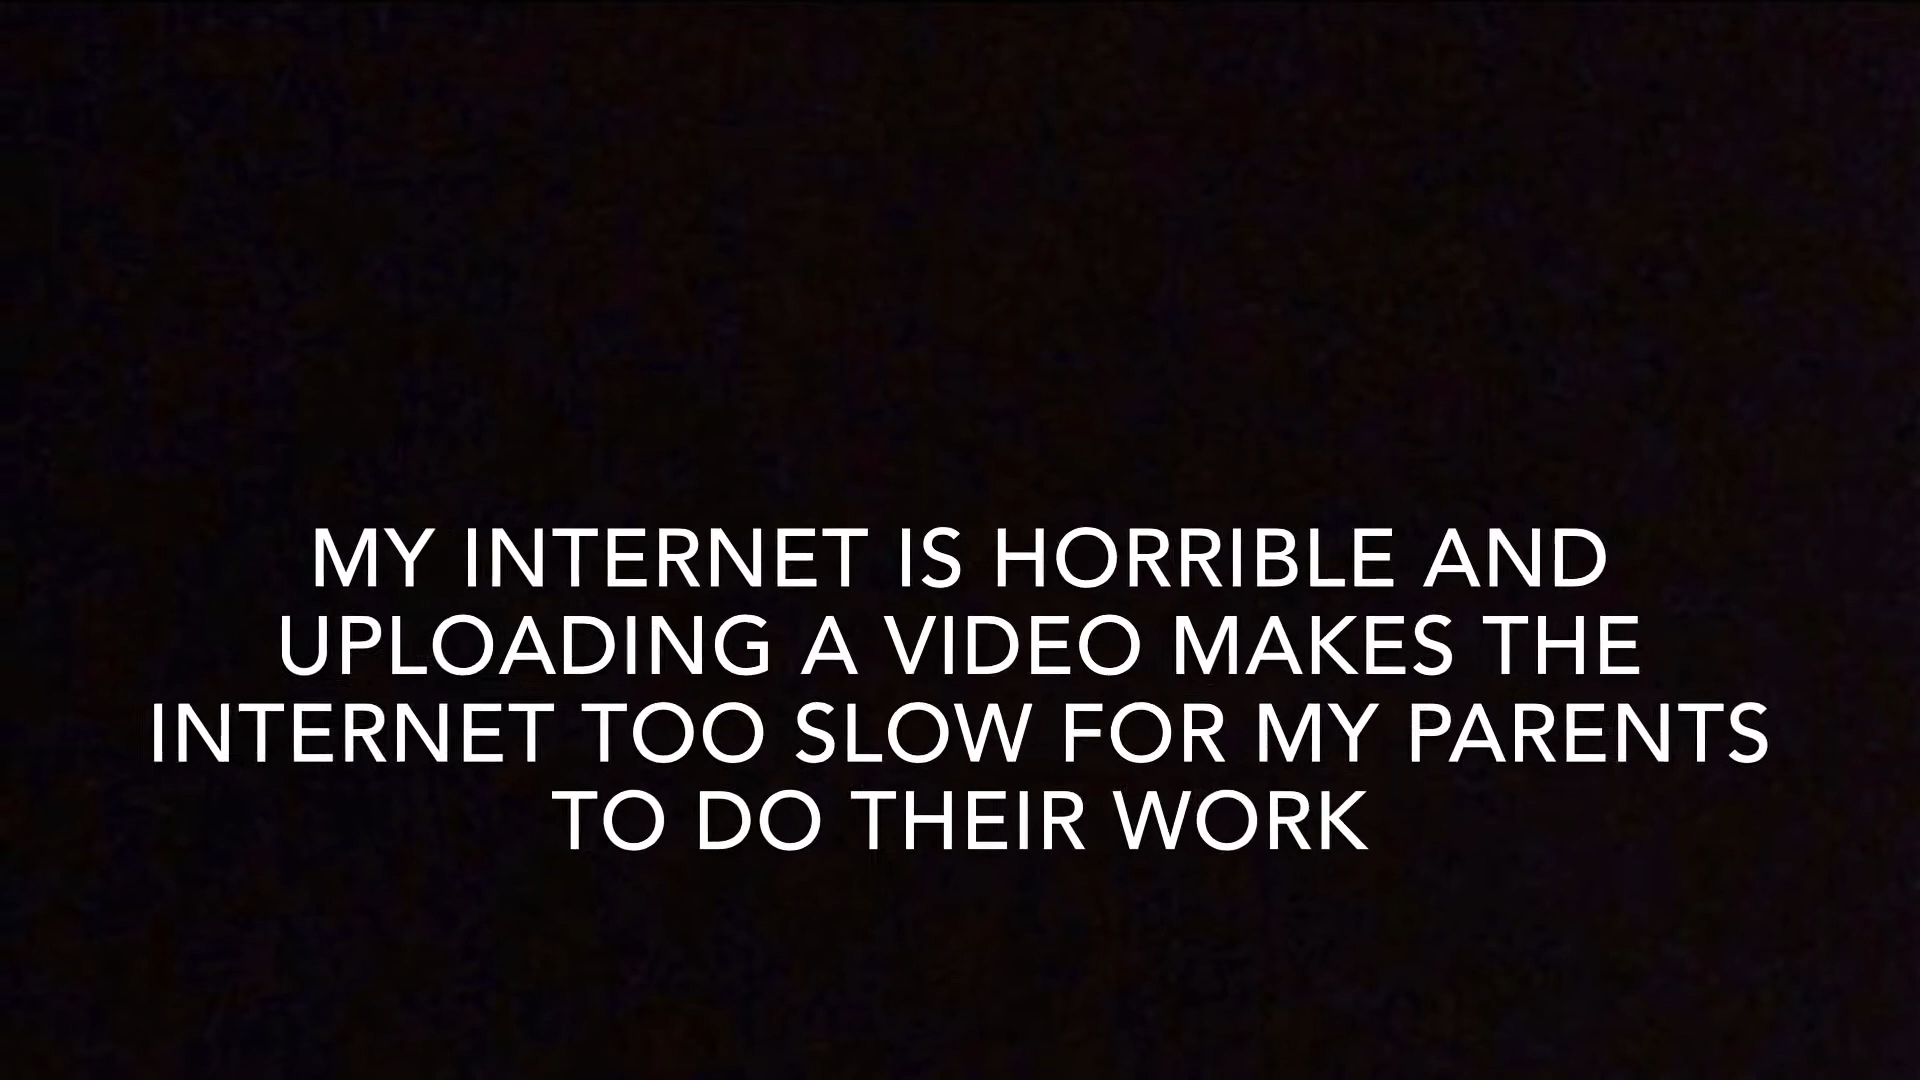 MY INTERNET IS HORRIBLE AND
UPLOADING A VIDEO MAKES THE
INTERNET TOO SLOW FOR MY PARENTS
TO DO THEIR WORK